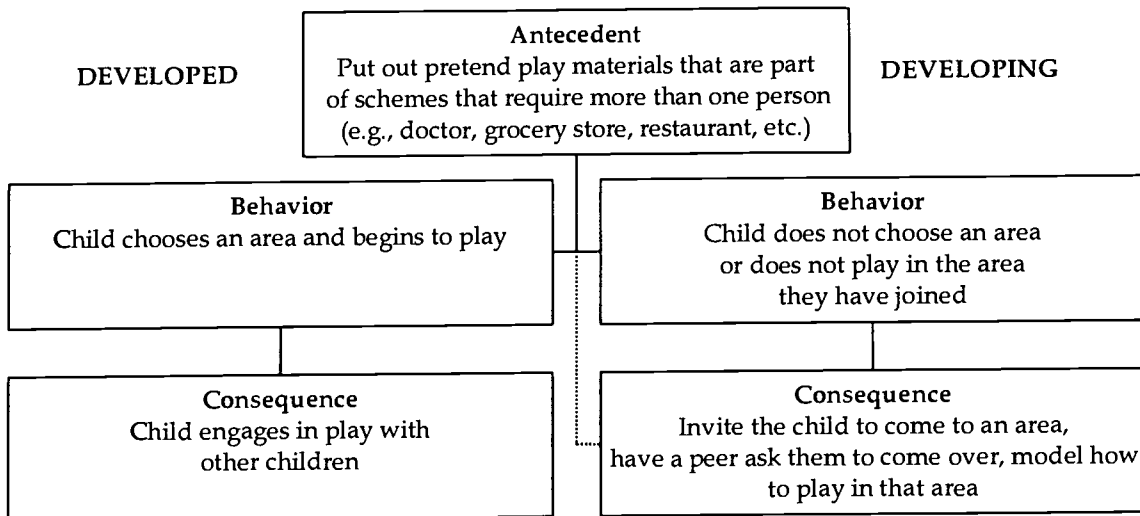 DEVELOPED
Antecedent
Put out pretend play materials that are part
of schemes that require more than one person
(e.g., doctor, grocery store, restaurant, etc.)
DEVELOPING
Behavior
Child chooses an area and begins to play
Behavior
Child does not choose an area
or does not play in the area
they have joined
Consequence
Child engages in play with
other children
Consequence
Invite the child to come to an area,
have a peer ask them to come over, model how
to play in that area